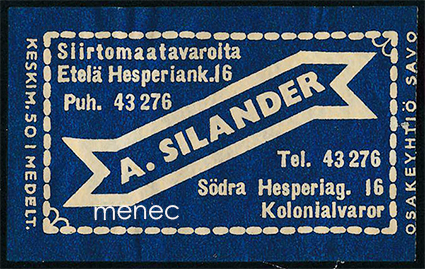 Siirtomaatavaroita
Etelä Hesperiank.16
Puh. 43 276
A. SILANDER
Tel. 43 276
Södra Hesperiag. 16
Kolonialvaror
KESKIM. 50 I MEDELT.
OSAKEYHTIÖ SAVO
menec